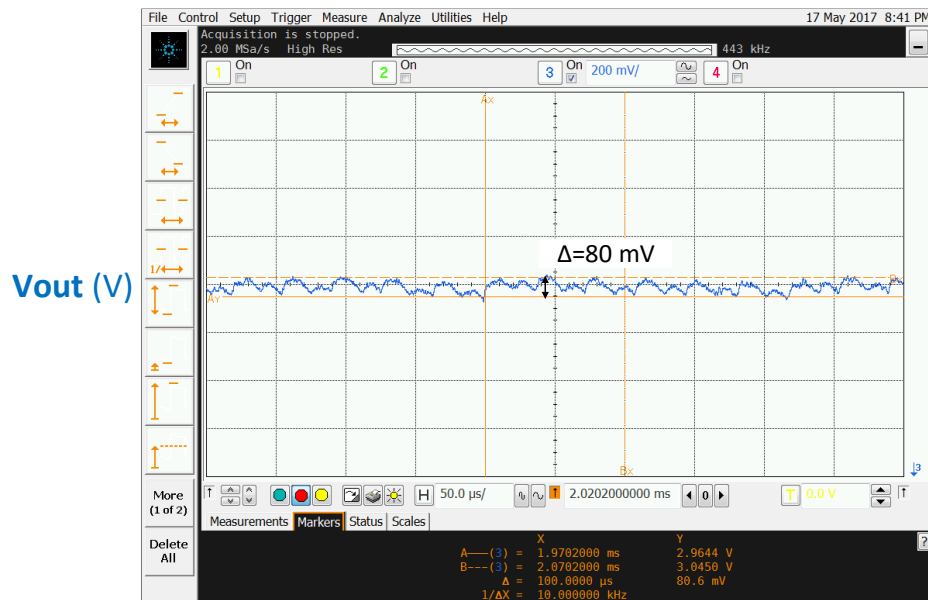 File Control Setup Trigger Measure Analyze Utilities Help 17 May 2017 8:41 PM
Acquisition is stopped.
2.00 MSa/s High Res 443 kHz
1 On 2 On 3 On 200 mV/ 4 On
Ax
Δ=80 mV
Vout (V)
B
Ay
1/
Bx
3
More
(1 of 2)
H 50.0 µs/ 2.0202000000 ms 0 T 0.0 V
Measurements Markers Status Scales
Delete
All
?
X Y
A——(3) = 1.9702000 ms 2.9644 V
B---(3) = 2.0702000 ms 3.0450 V
Δ = 100.0000 µs 80.6 mV
1/ΔX = 10.000000 kHz